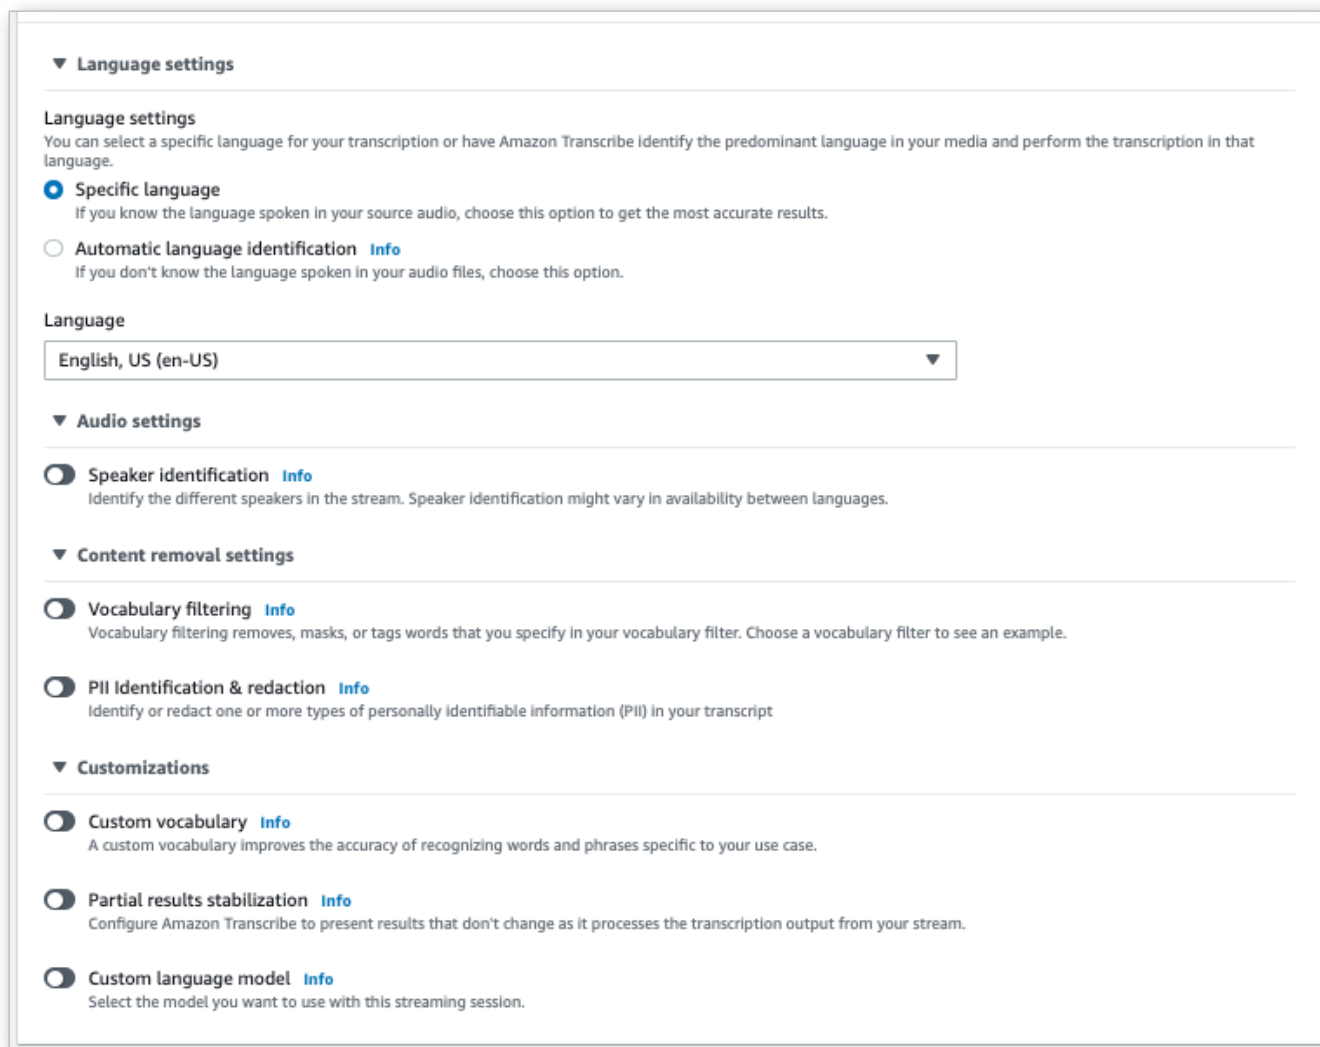 Language settings
Language settings
You can select a specific language for your transcription or have Amazon Transcribe identify the predominant language in your media and perform the transcription in that
language.
Specific language
If you know the language spoken in your source audio, choose this option to get the most accurate results.
Automatic language identification Info
If you don't know the language spoken in your audio files, choose this option.
Language
English, US (en-US)
Audio settings
Speaker identification Info
Identify the different speakers in the stream. Speaker identification might vary in availability between languages.
Content removal settings
Vocabulary filtering Info
Vocabulary filtering removes, masks, or tags words that you specify in your vocabulary filter. Choose a vocabulary filter to see an example.
PII Identification & redaction Info
Identify or redact one or more types of personally identifiable information (PII) in your transcript
Customizations
Custom vocabulary Info
A custom vocabulary improves the accuracy of recognizing words and phrases specific to your use case.
Partial results stabilization Info
Configure Amazon Transcribe to present results that don't change as it processes the transcription output from your stream.
Custom language model Info
Select the model you want to use with this streaming session.